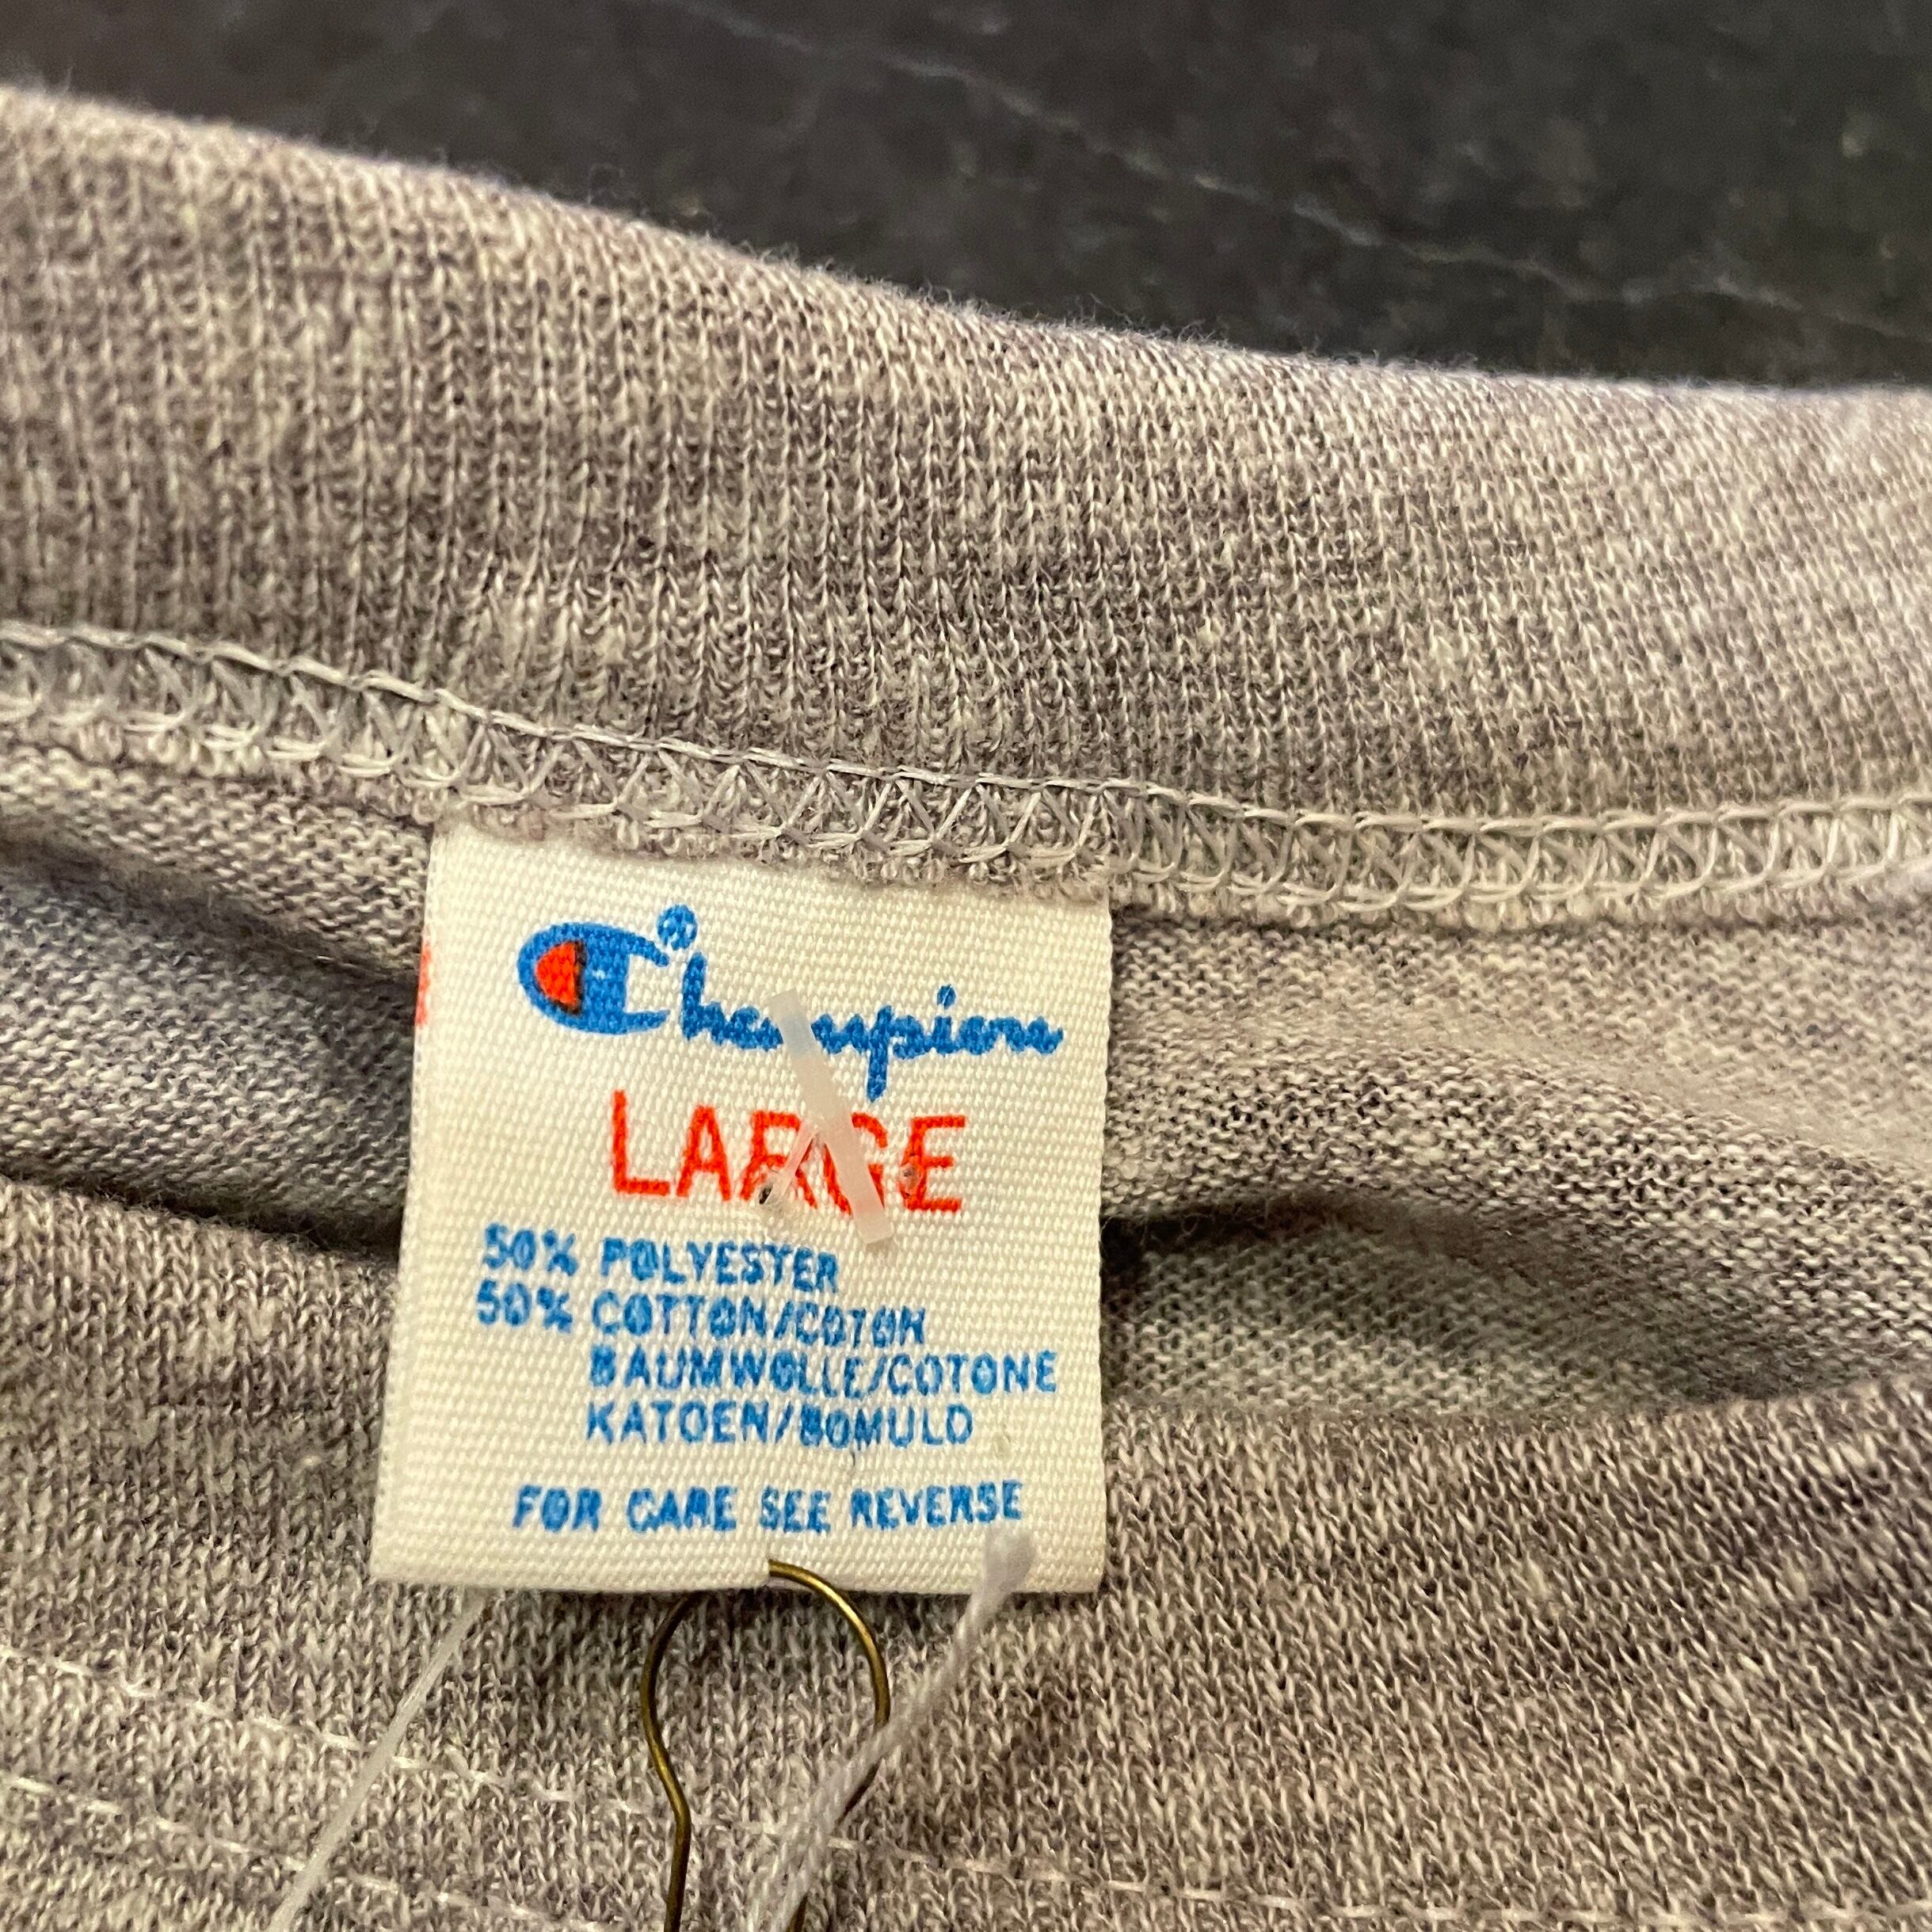 Champion
LARGE
50% POLYESTER
50% COTTON/COTON
BAUMWOLLE/COTONE
KATOEN/BOMULD
FOR CARE SEE REVERSE